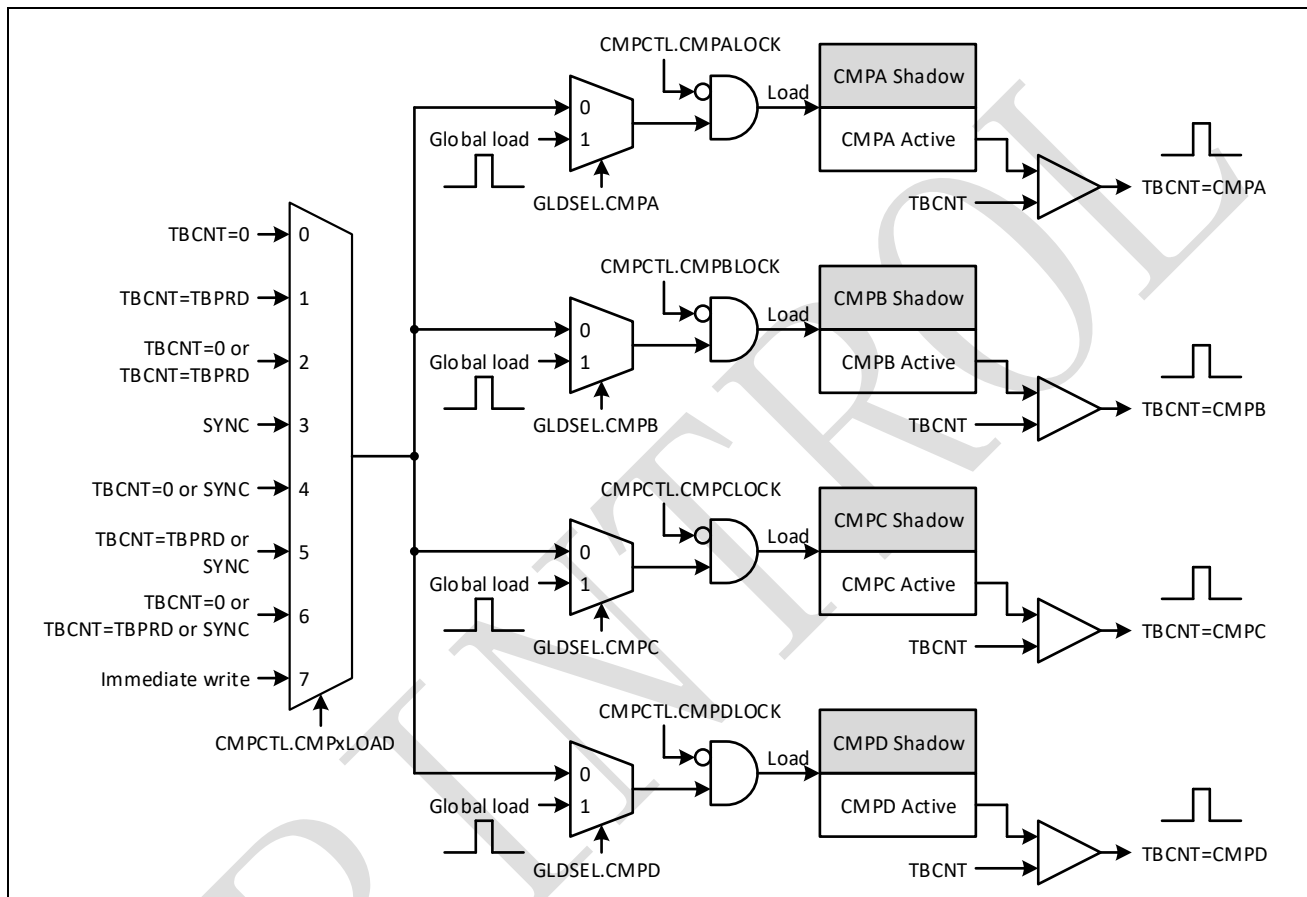 CMPCTL.CMPALOCK
CMPA Shadow
Load
0
Global load
1
CMPA Active
GLDSEL.CMPA
TBCNT
TBCNT=CMPA
TBCNT=0
0
CMPCTL.CMPBLOCK
CMPB Shadow
TBCNT=TBPRD
1
Load
0
TBCNT=0 or
TBCNT=TBPRD
2
Global load
1
CMPB Active
GLDSEL.CMPB
TBCNT
TBCNT=CMPB
SYNC
3
TBCNT=0 or SYNC
4
CMPCTL.CMPCLOCK
CMPC Shadow
TBCNT=TBPRD or
SYNC
5
Load
0
Global load
1
CMPC Active
TBCNT=0 or
TBCNT=TBPRD or SYNC
6
GLDSEL.CMPC
TBCNT
TBCNT=CMPC
Immediate write
7
CMPCTL.CMPxLOAD
CMPCTL.CMPDLOCK
CMPD Shadow
Load
0
Global load
1
CMPD Active
GLDSEL.CMPD
TBCNT
TBCNT=CMPD
P INTROL